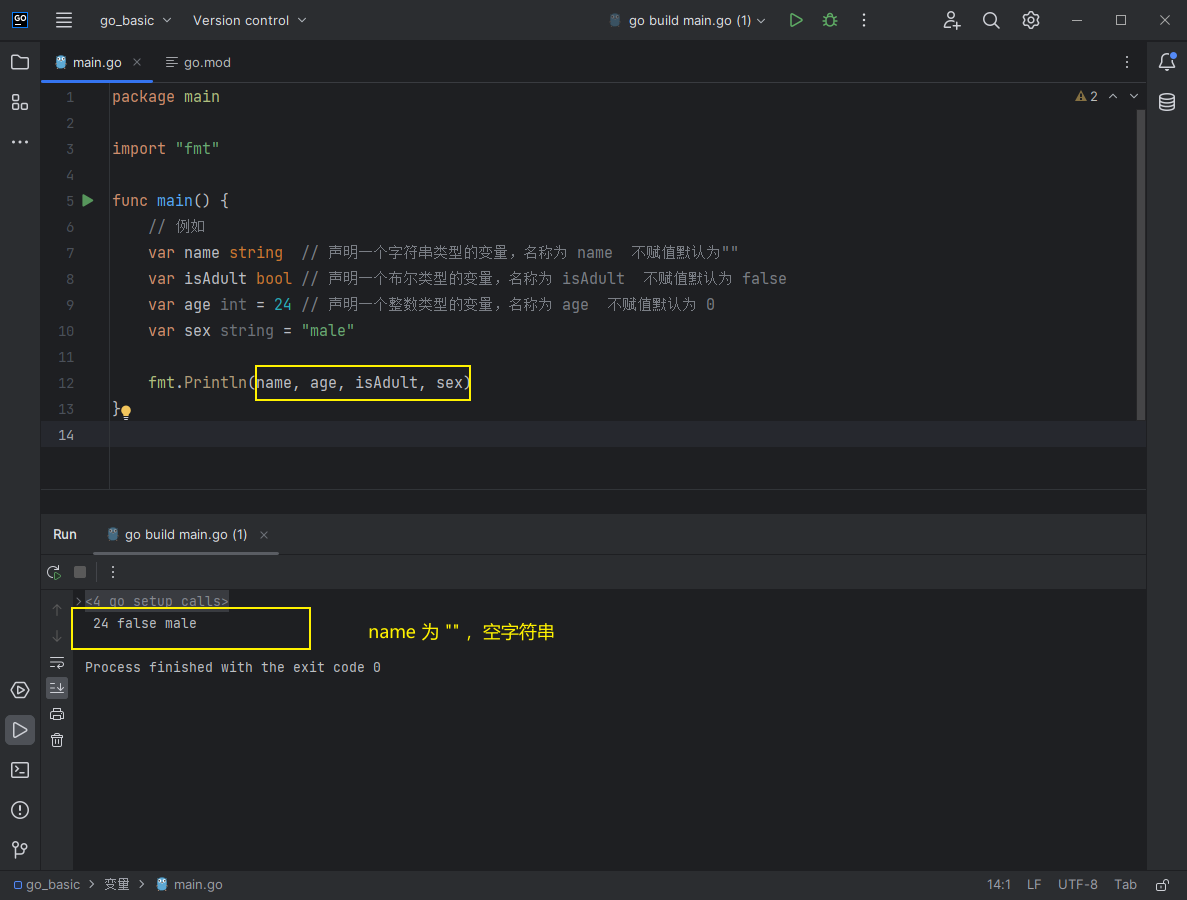 GO go_basic Version control go build main.go (1)
main.go go.mod
1 package main 2
2
3 import "fmt"
4
5 func main() {
6 // 例如
7 var name string // 声明一个字符串类型的变量，名称为 name 不赋值默认为""
8 var isAdult bool // 声明一个布尔类型的变量，名称为 isAdult 不赋值默认为 false
9 var age int = 24 // 声明一个整数类型的变量，名称为 age 不赋值默认为 0
10 var sex string = "male"
11
12 fmt.Println(name, age, isAdult, sex)
13 }
14
Run go build main.go (1)
<4 go setup calls>
24 false male
name 为 "" ，空字符串
Process finished with the exit code 0
go_basic > 变量 > main.go 14:1 LF UTF-8 Tab